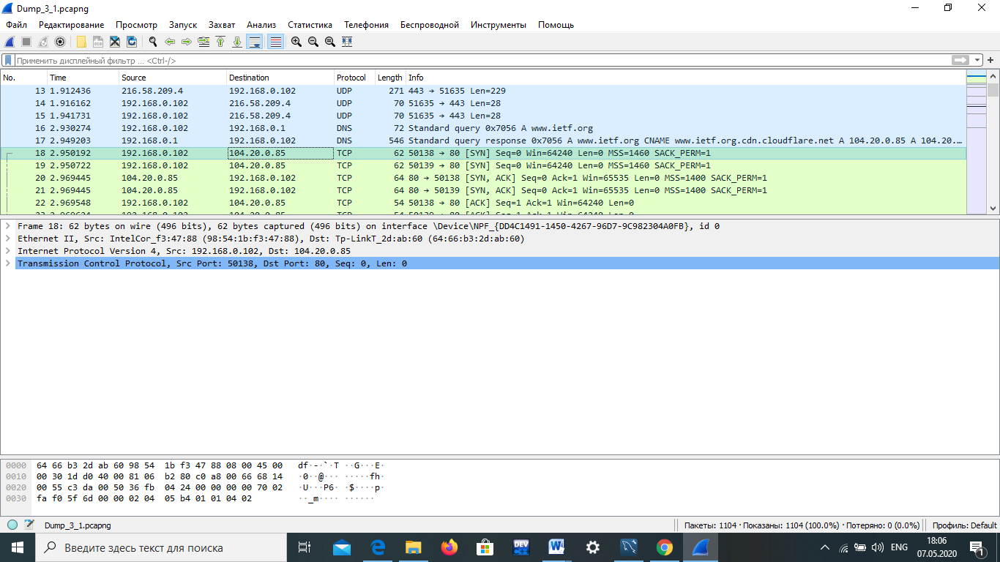 Dump_3_1.pcapng
Файл Редактирование Просмотр Запуск Захват Анализ Статистика Телефония Беспроводной Инструменты Помощь
Применить дисплейный фильтр ... <Ctrl-/>
No. Time Source Destination Protocol Length Info
13 1.912436 216.58.209.4 192.168.0.102 UDP 271 443 → 51635 Len=229
14 1.916162 192.168.0.102 216.58.209.4 UDP 70 51635 → 443 Len=28
15 1.941731 192.168.0.102 216.58.209.4 UDP 70 51635 → 443 Len=28
16 2.930274 192.168.0.102 192.168.0.1 DNS 72 Standard query 0x7056 A www.ietf.org
17 2.949203 192.168.0.1 192.168.0.102 DNS 546 Standard query response 0x7056 A www.ietf.org CNAME www.ietf.org.cdn.cloudflare.net A 104.20.0.85 A 104.20....
18 2.950192 192.168.0.102 104.20.0.85 TCP 62 50138 → 80 [SYN] Seq=0 Win=64240 Len=0 MSS=1460 SACK_PERM=1
19 2.950722 192.168.0.102 104.20.0.85 TCP 62 50139 → 80 [SYN] Seq=0 Win=64240 Len=0 MSS=1460 SACK_PERM=1
20 2.969445 104.20.0.85 192.168.0.102 TCP 64 80 → 50138 [SYN, ACK] Seq=0 Ack=1 Win=65535 Len=0 MSS=1400 SACK_PERM=1
21 2.969445 104.20.0.85 192.168.0.102 TCP 64 80 → 50139 [SYN, ACK] Seq=0 Ack=1 Win=65535 Len=0 MSS=1400 SACK_PERM=1
22 2.969548 192.168.0.102 104.20.0.85 TCP 54 50138 → 80 [ACK] Seq=1 Ack=1 Win=64240 Len=0
Frame 18: 62 bytes on wire (496 bits), 62 bytes captured (496 bits) on interface \Device\NPF_{DD4C1491-1450-4267-96D7-9C982304A0FB}, id 0
Ethernet II, Src: IntelCor_f3:47:88 (98:54:1b:f3:47:88), Dst: Tp-LinkT_2d:ab:60 (64:66:b3:2d:ab:60)
Internet Protocol Version 4, Src: 192.168.0.102, Dst: 104.20.0.85
Transmission Control Protocol, Src Port: 50138, Dst Port: 80, Seq: 0, Len: 0
0000 64 66 b3 2d ab 60 98 54 1b f3 47 88 08 00 45 00 df·-·`·T ··G···E·
0010 00 30 1d d0 40 00 81 06 b2 80 c0 a8 00 66 68 14 ·0··@··· ·····fh·
0020 00 55 c3 da 00 50 36 fb 04 24 00 00 00 00 70 02 ·U···P6· ·$····p·
0030 fa f0 5f 6d 00 00 02 04 05 b4 01 01 04 02 ··_m···· ······
Dump_3_1.pcapng Пакеты: 1104 · Показаны: 1104 (100.0%) · Потеряно: 0 (0.0%) Профиль: Default
Введите здесь текст для поиска
DEV
ENG
18:06
07.05.2020
1